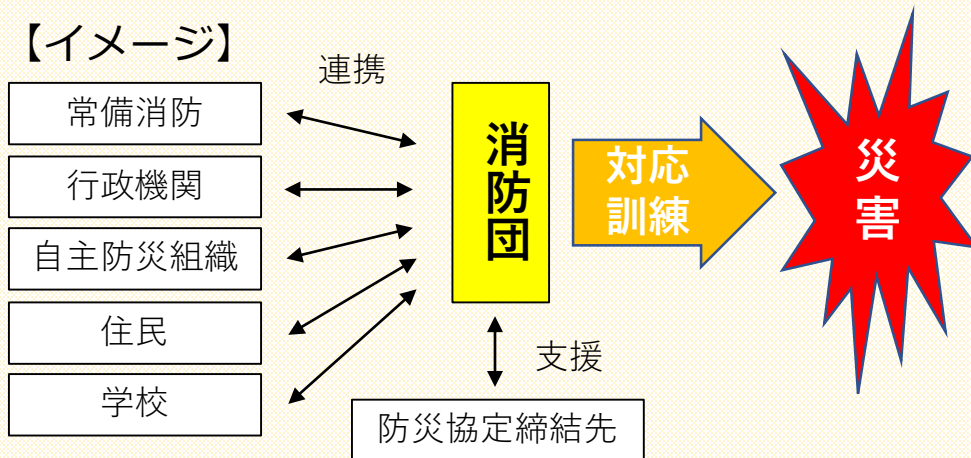 【イメージ】
連携
常備消防
行政機関
自主防災組織
住民
学校
消防団
対応
訓練
災害
支援
防災協定締結先